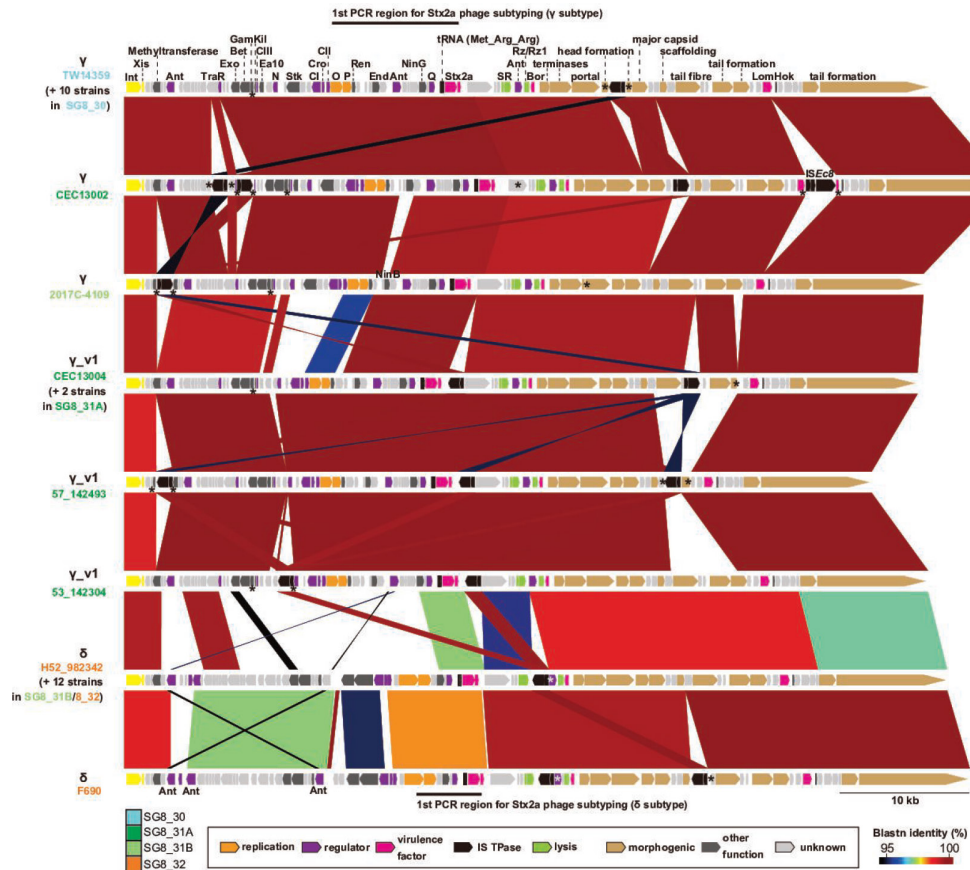 1st PCR region for Stx2a phage subtyping (γ subtype)
GamKil tRNA (Met_Arg_Arg) major capsid
Methyltransferase Bet CIII CII Rz/Rz1 head formation scaffolding
γ Xis Exo Ea10 Cro Ren NinG Ant terminases tail formation
TW14359 Int Ant TraR N Stk CI O P End Ant Q Stx2a SR Bor portal tail fibre LomHok tail formation
(+ 10 strains
in SG8_30)
γ
CEC13002
ISEc8
γ
2017C-4109
NinB
γ_v1
CEC13004
(+ 2 strains
in SG8_31A)
γ_v1
57_142493
γ_v1
53_142304
δ
H52_982342
(+ 12 strains
in SG8_31B/8_32)
δ
F690
Ant Ant Ant
1st PCR region for Stx2a phage subtyping (δ subtype)
10 kb
SG8_30
SG8_31A
SG8_31B
SG8_32
replication
regulator
virulence factor
IS TPase
lysis
morphogenic
other function
unknown
Blastn identity (%)
95 100